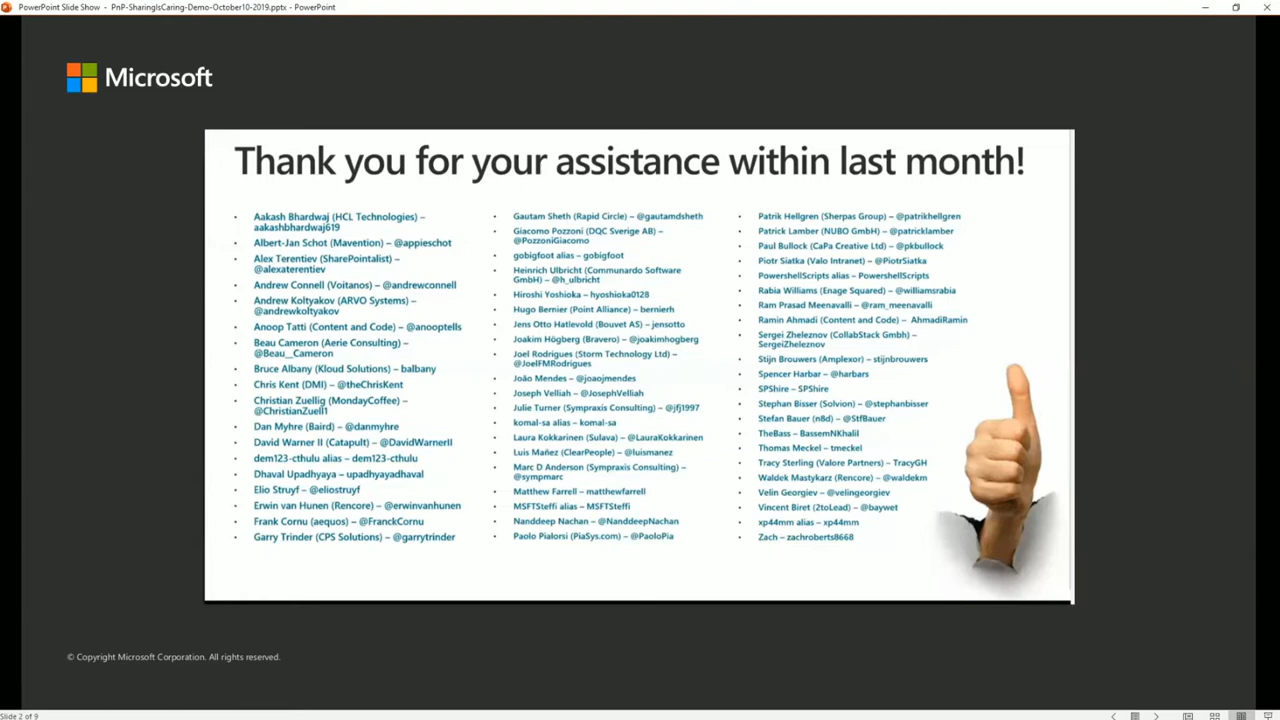 PowerPoint Slide Show - PnP-SharingIsCaring-Demo-October10-2019.pptx - PowerPoint
Microsoft
Thank you for your assistance within last month!
• Aakash Bhardwaj (HCL Technologies) –
aakashbhardwaj619
• Albert-Jan Schot (Mavention) – @appieschot
• Alex Terentiev (SharePointalist) –
@alexaterentiev
• Andrew Connell (Voitanos) – @andrewconnell
• Andrew Koltyakov (ARVO Systems) –
@andrewkoltyakov
• Anoop Tatti (Content and Code) – @anooptells
• Beau Cameron (Aerie Consulting) –
@Beau__Cameron
• Bruce Albany (Kloud Solutions) – balbany
• Chris Kent (DMI) – @theChrisKent
• Christian Zuellig (MondayCoffee) –
@ChristianZuell1
• Dan Myhre (Baird) – @danmyhre
• David Warner II (Catapult) – @DavidWarnerII
• dem123-cthulu alias – dem123-cthulu
• Dhaval Upadhyaya – upadhyayadhaval
• Elio Struyf – @eliostruyf
• Erwin van Hunen (Rencore) – @erwinvanhunen
• Frank Cornu (aequos) – @FranckCornu
• Garry Trinder (CPS Solutions) – @garrytrinder
• Gautam Sheth (Rapid Circle) – @gautamdsheth
• Giacomo Pozzoni (DQC Sverige AB) –
@PozzoniGiacomo
• gobigfoot alias – gobigfoot
• Heinrich Ulbricht (Communardo Software
GmbH) – @h_ulbricht
• Hiroshi Yoshioka – hyoshioka0128
• Hugo Bernier (Point Alliance) – bernierh
• Jens Otto Hatlevold (Bouvet AS) – jensotto
• Joakim Högberg (Bravero) – @joakimhogberg
• Joel Rodrigues (Storm Technology Ltd) –
@JoelFMRodrigues
• João Mendes – @joaojmendes
• Joseph Velliah – @JosephVelliah
• Julie Turner (Sympraxis Consulting) – @jfj1997
• komal-sa alias – komal-sa
• Laura Kokkarinen (Sulava) – @LauraKokkarinen
• Luis Mañez (ClearPeople) – @luismanez
• Marc D Anderson (Sympraxis Consulting) –
@sympmarc
• Matthew Farrell – matthewfarrell
• MSFTSteffi alias – MSFTSteffi
• Nanddeep Nachan – @NanddeepNachan
• Paolo Pialorsi (PiaSys.com) – @PaoloPia
• Patrik Hellgren (Sherpas Group) – @patrikhellgren
• Patrick Lamber (NUBO GmbH) – @patricklamber
• Paul Bullock (CaPa Creative Ltd) – @pkbullock
• Piotr Siatka (Valo Intranet) – @PiotrSiatka
• PowershellScripts alias – PowershellScripts
• Rabia Williams (Enage Squared) – @williamsrabia
• Ram Prasad Meenavalli – @ram_meenavalli
• Ramin Ahmadi (Content and Code) – AhmadiRamin
• Sergei Zheleznov (CollabStack Gmbh) –
SergeiZheleznov
• Stijn Brouwers (Amplexor) – stijnbrouwers
• Spencer Harbar – @harbars
• SPShire – SPShire
• Stephan Bisser (Solvion) – @stephanbisser
• Stefan Bauer (n8d) – @StfBauer
• TheBass – BassemNKhalil
• Thomas Meckel – tmeckel
• Tracy Sterling (Valore Partners) – TracyGH
• Waldek Mastykarz (Rencore) – @waldekm
• Velin Georgiev – @velingeorgiev
• Vincent Biret (2toLead) – @baywet
• xp44mm alias – xp44mm
• Zach – zachroberts8668
© Copyright Microsoft Corporation. All rights reserved.
Slide 2 of 9